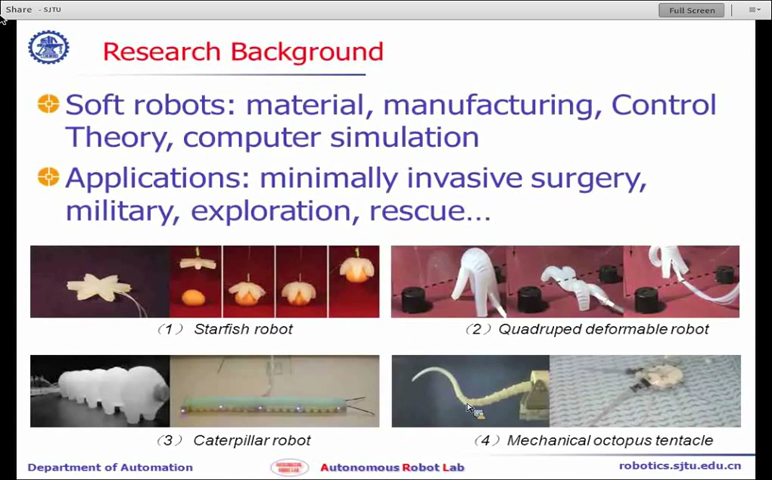 Share - SJTU
Full Screen
Research Background
Soft robots: material, manufacturing, Control
Theory, computer simulation
Applications: minimally invasive surgery,
military, exploration, rescue…
（1） Starfish robot
（2）Quadruped deformable robot
（3） Caterpillar robot
（4）Mechanical octopus tentacle
Department of Automation
Autonomous Robot Lab
robotics.sjtu.edu.cn